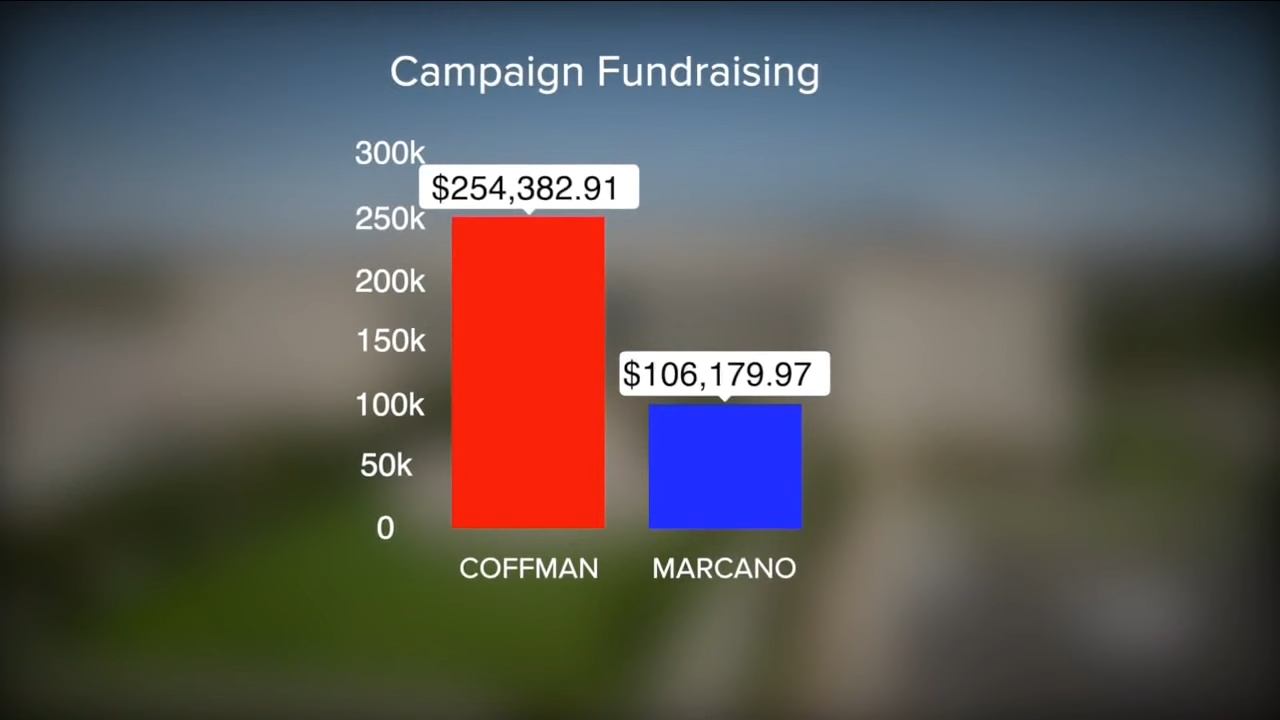 Campaign Fundraising
300k
$254,382.91
250k
200k
150k
$106,179.97
100k
50k
0
COFFMAN MARCANO